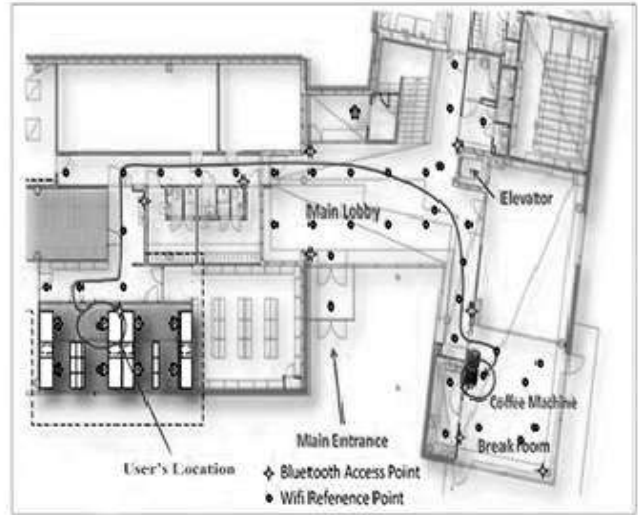 Elevator
Main Lobby
Coffee Machine
Main Entrance
Break room
User's Location
Bluetooth Access Point
Wifi Reference Point